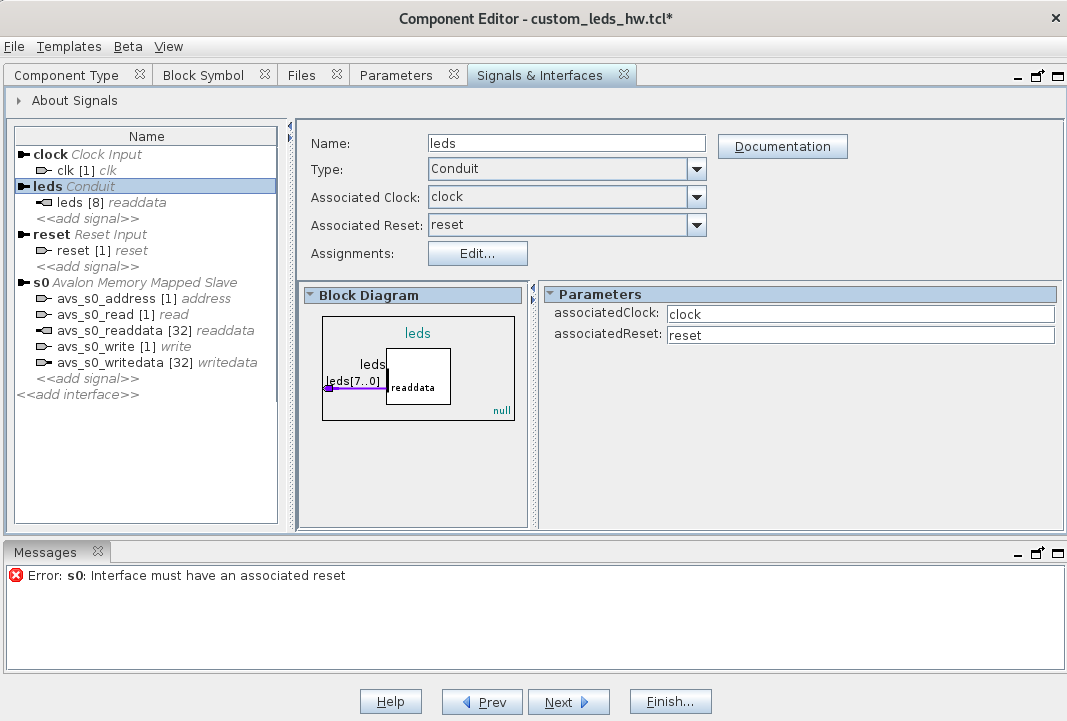 Component Editor - custom_leds_hw.tcl*
File Templates Beta View
Component Type Block Symbol Files Parameters Signals & Interfaces
About Signals
Name
clock Clock Input
clk [1] clk
leds Conduit
leds [8] readdata
<<add signal>>
reset Reset Input
reset [1] reset
<<add signal>>
s0 Avalon Memory Mapped Slave
avs_s0_address [1] address
avs_s0_read [1] read
avs_s0_readdata [32] readdata
avs_s0_write [1] write
avs_s0_writedata [32] writedata
<<add signal>>
<<add interface>>
Name: leds Documentation
Type: Conduit
Associated Clock: clock
Associated Reset: reset
Assignments: Edit...
Block Diagram
leds
leds
leds[7..0]
readdata
null
Parameters
associatedClock: clock
associatedReset: reset
Messages
Error: s0: Interface must have an associated reset
Help Prev Next Finish...